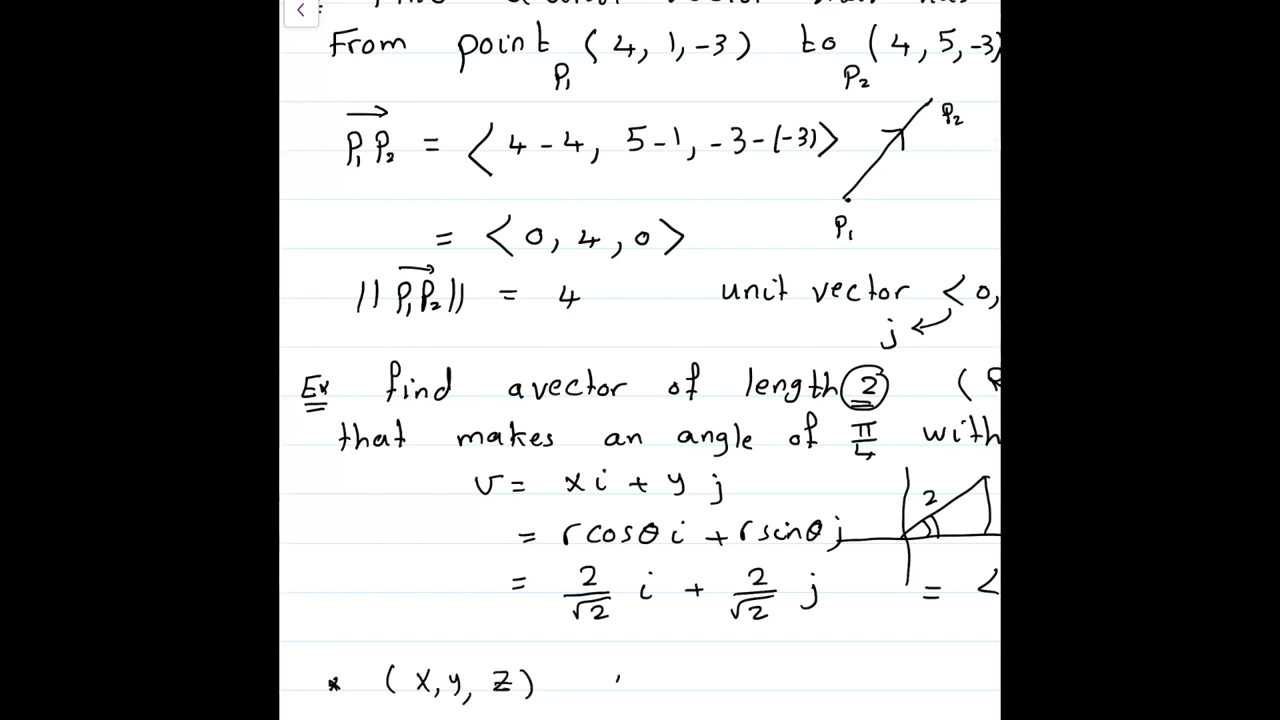 From point (4, 1, -3) to (4, 5, -3)
P₁ P₂
P₁P₂ = < 4-4, 5-1, -3-(-3)>
P₂
P₁
= < 0, 4, 0 >
||P₁P₂|| = 4 unit vector < 0,
j
Ex find a vector of length 2 (
that makes an angle of π/4 with
v = x i + y j
2
= r cosθ i + r sinθ j
= 2/√2 i + 2/√2 j = <
* (x, y, z)